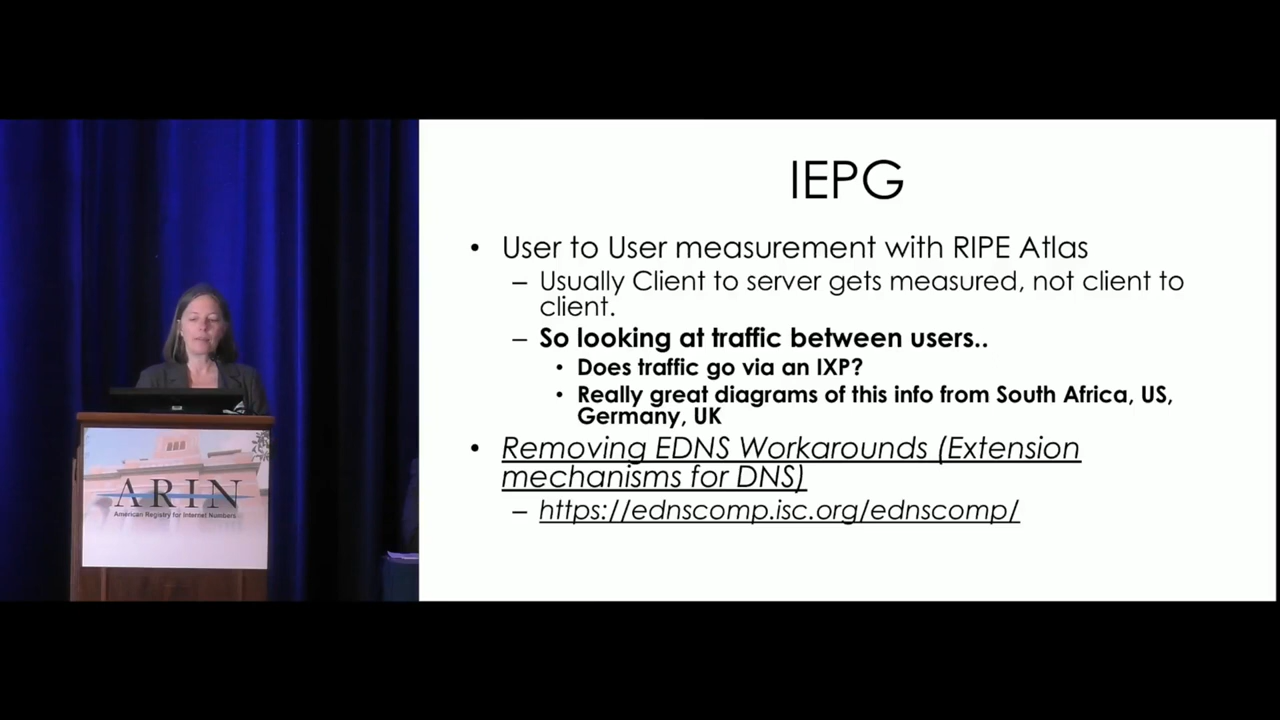 IEPG
• User to User measurement with RIPE Atlas
– Usually Client to server gets measured, not client to
client.
– So looking at traffic between users..
• Does traffic go via an IXP?
• Really great diagrams of this info from South Africa, US,
Germany, UK
• Removing EDNS Workarounds (Extension
mechanisms for DNS)
– https://ednscomp.isc.org/ednscomp/
ARIN
American Registry for Internet Numbers